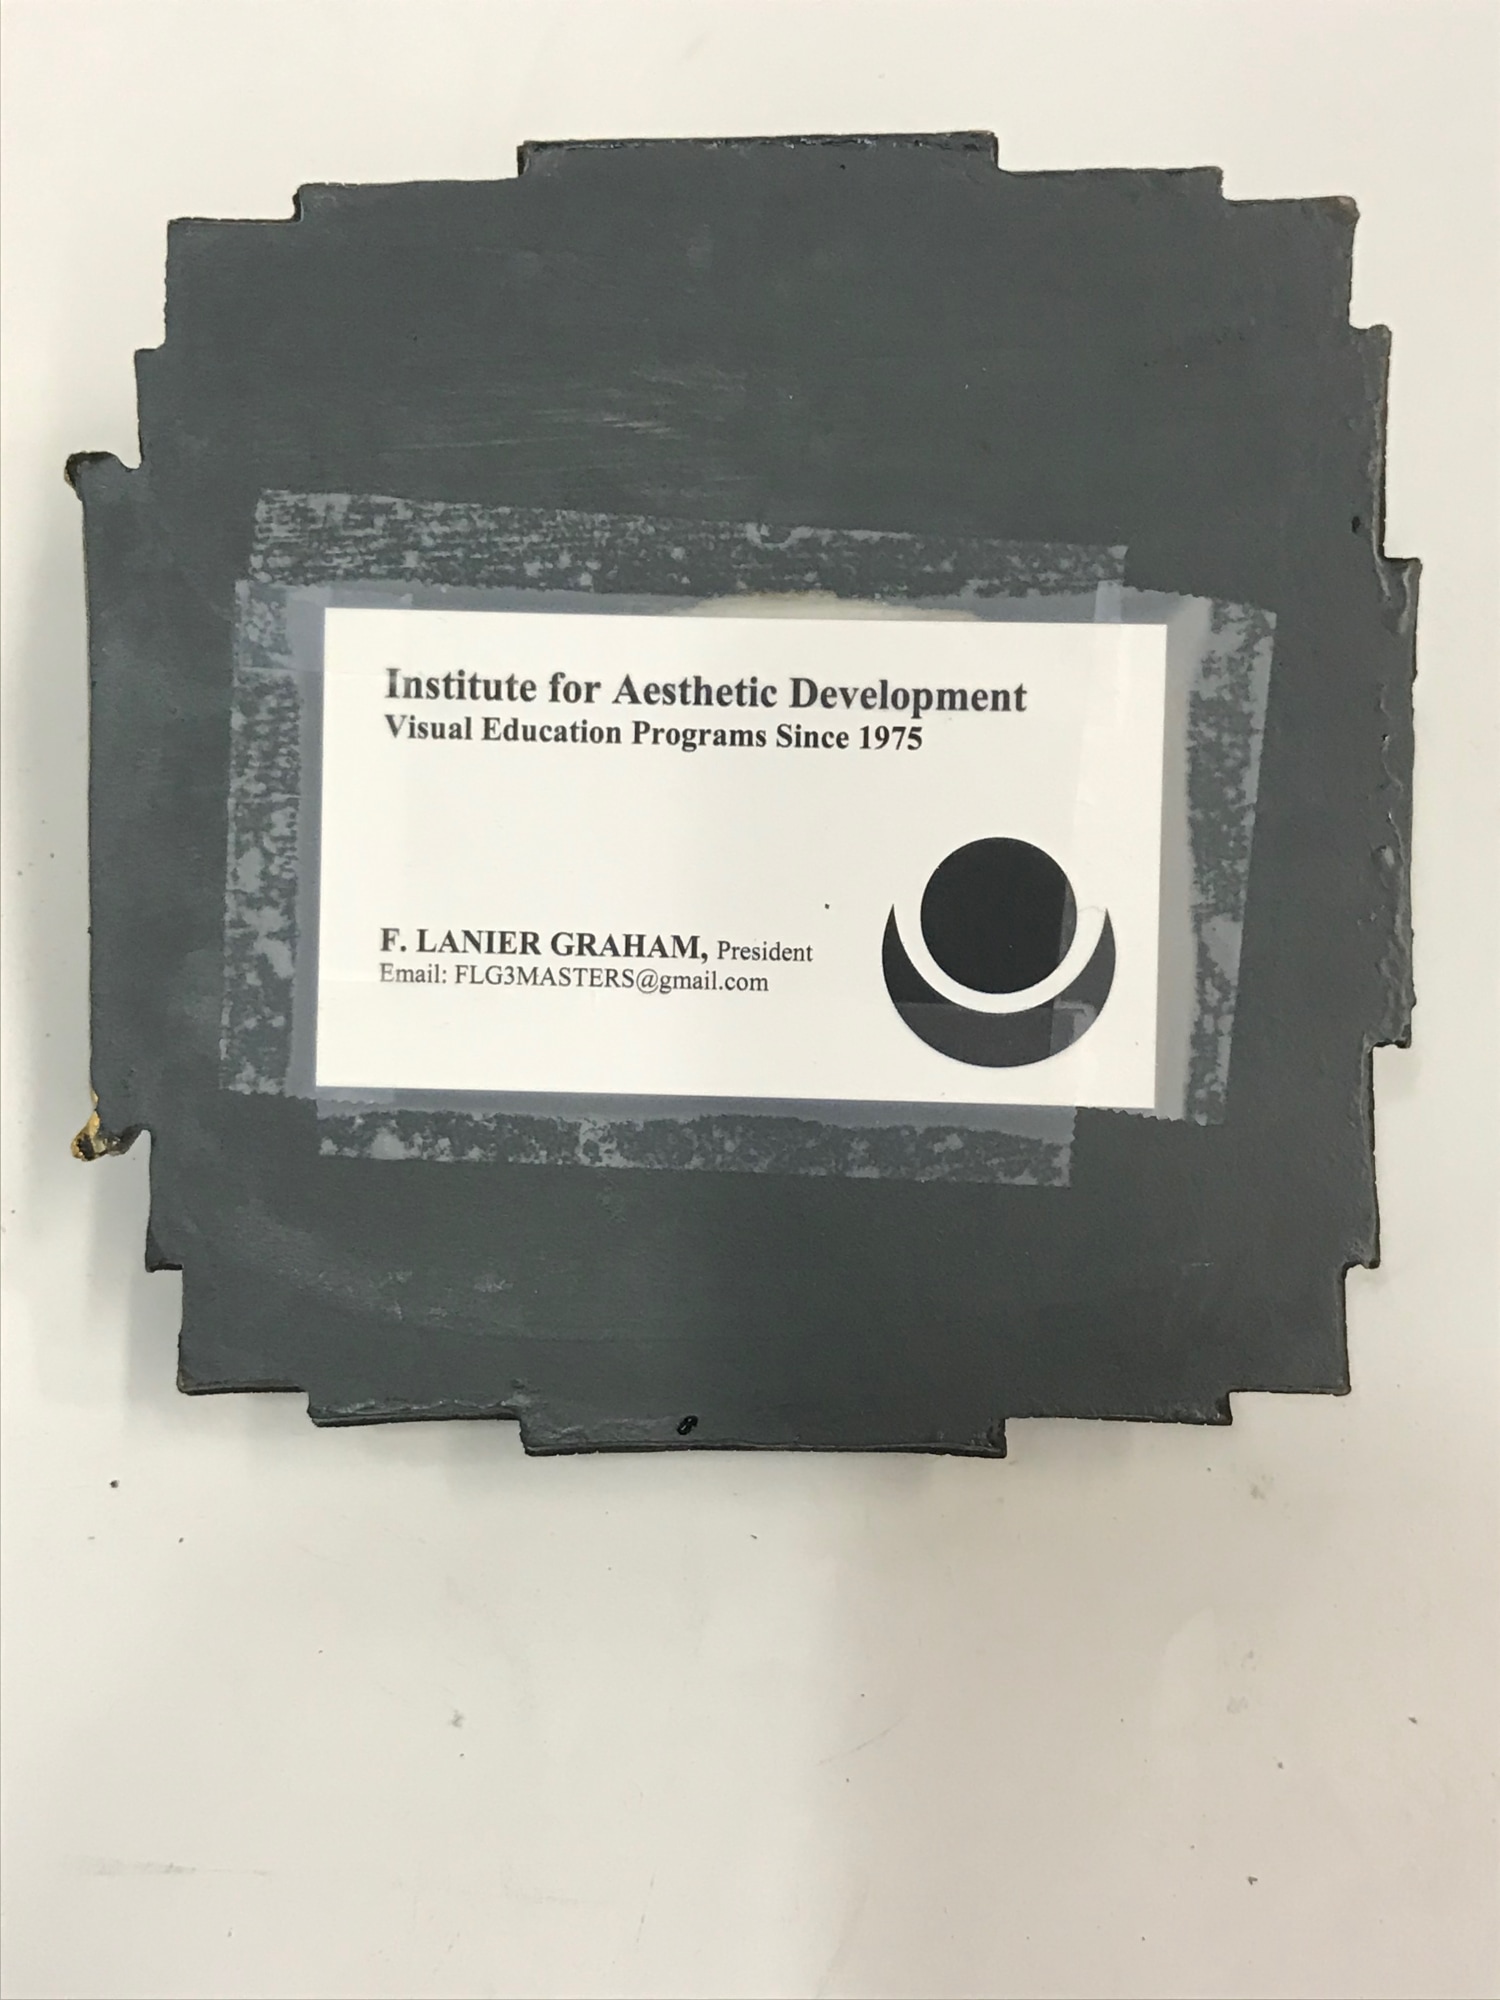 Institute for Aesthetic Development
Visual Education Programs Since 1975
F. LANIER GRAHAM, President
Email: FLG3MASTERS@gmail.com